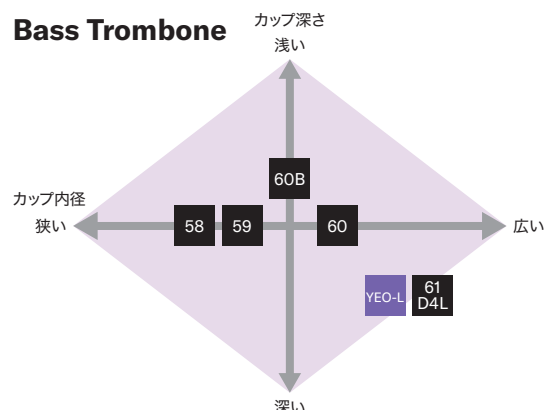 Bass Trombone
カップ深さ
浅い
60B
カップ内径
狭い
58
59
60
広い
YEO-L
61
D4L
深い